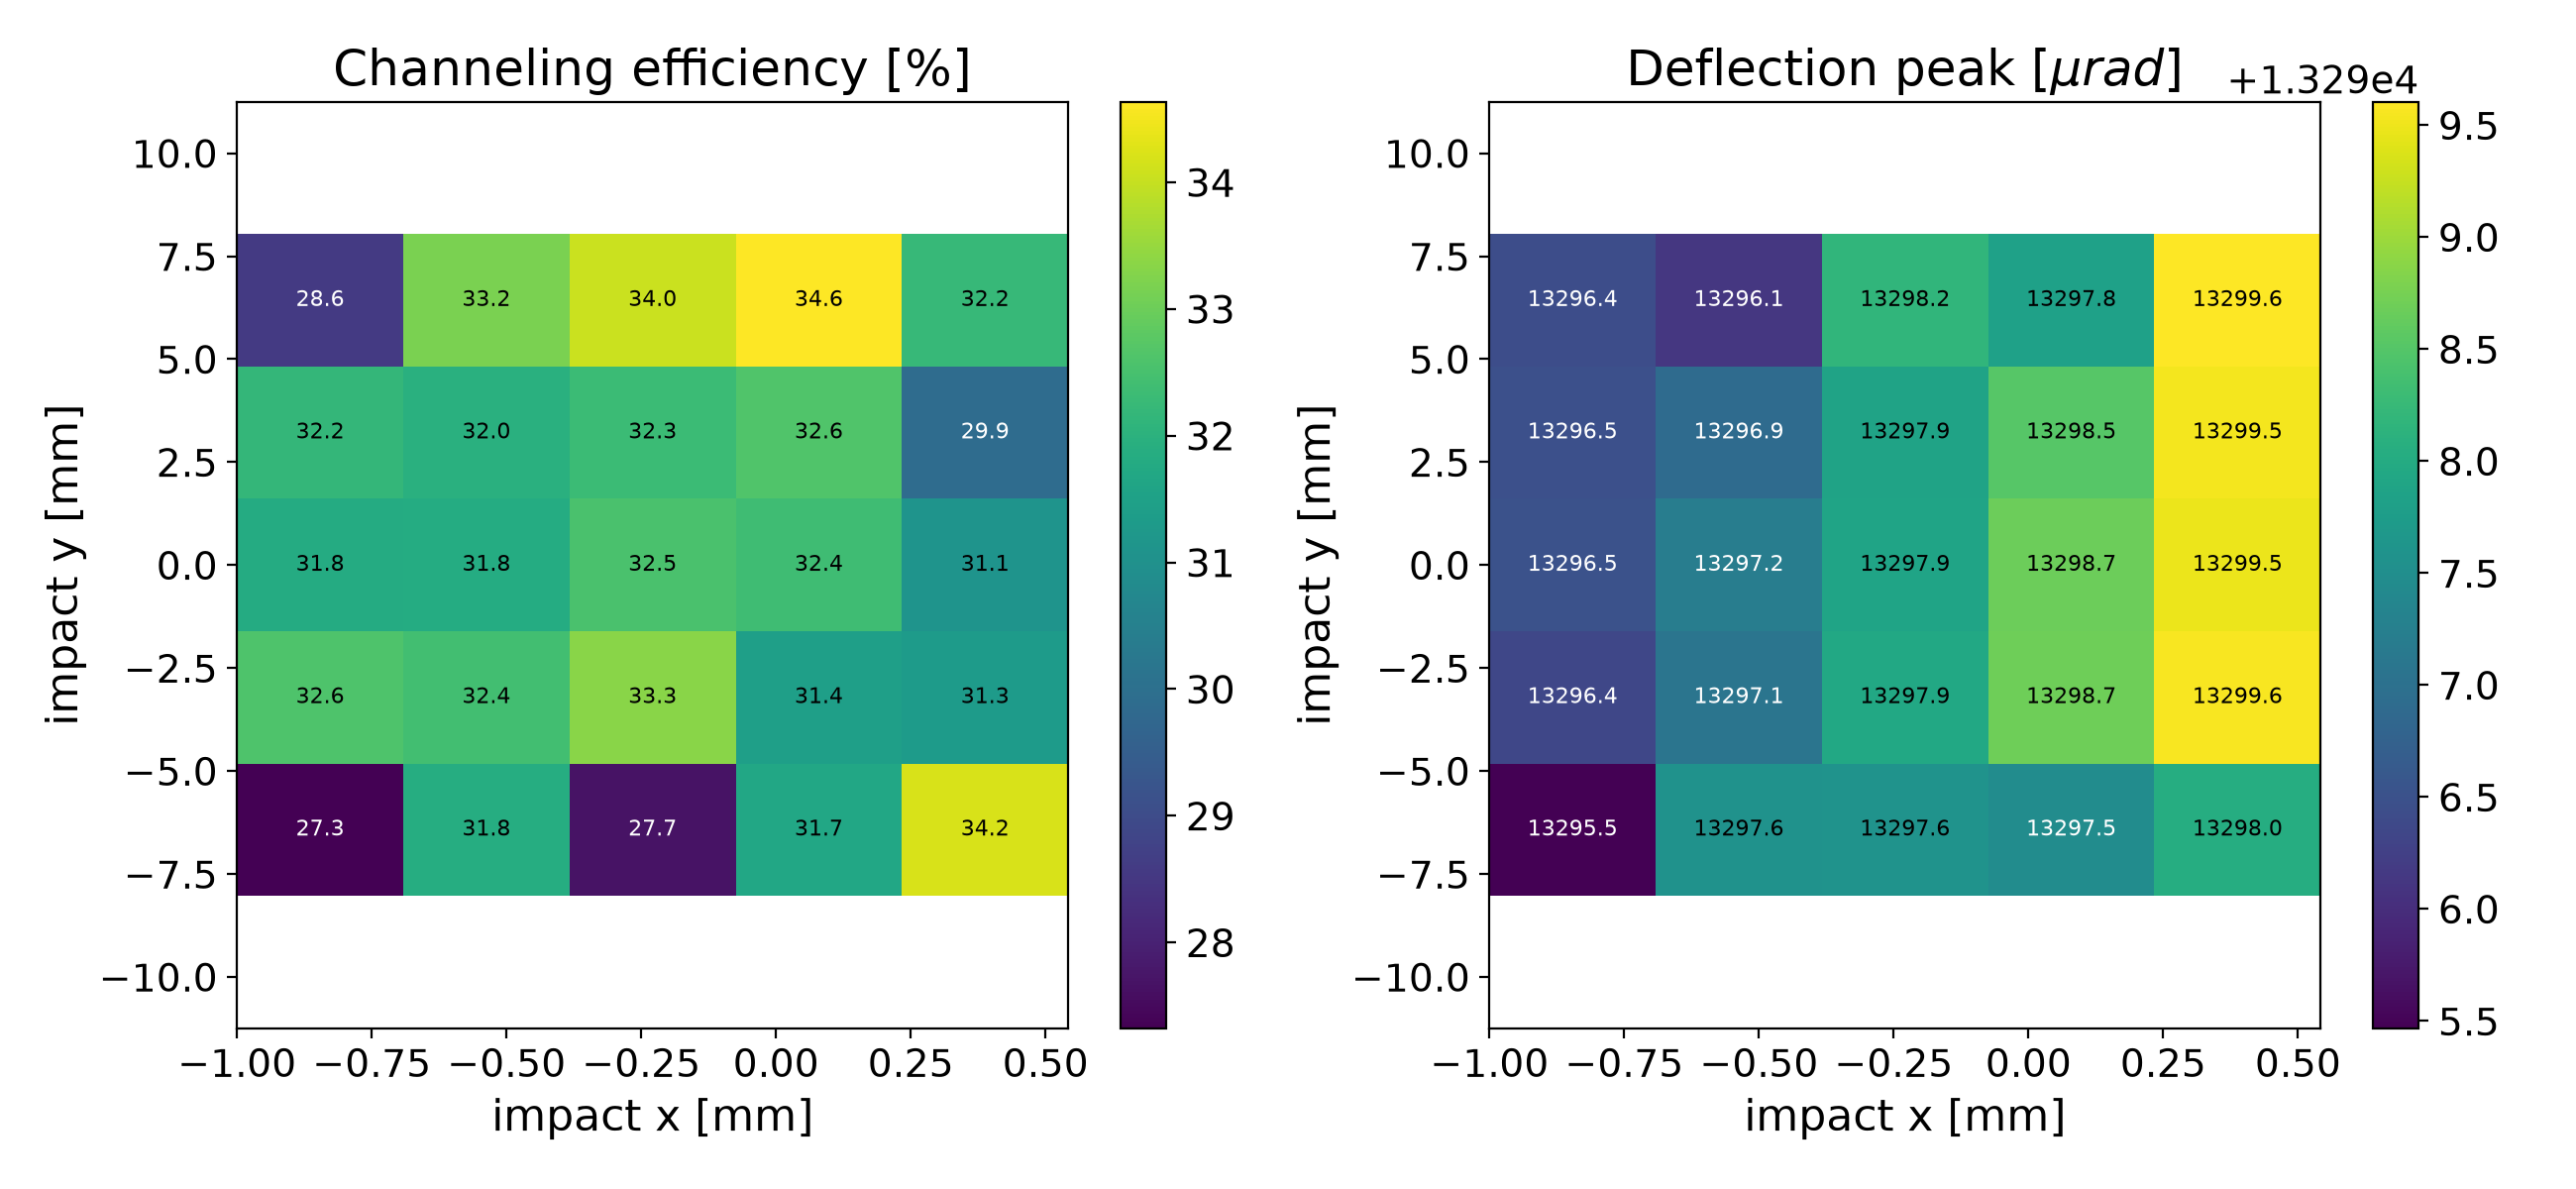 Channeling efficiency [%]
10.0
7.5
5.0
2.5
0.0
−2.5
−5.0
−7.5
−10.0
impact y [mm]
28.6 33.2 34.0 34.6 32.2
32.2 32.0 32.3 32.6 29.9
31.8 31.8 32.5 32.4 31.1
32.6 32.4 33.3 31.4 31.3
27.3 31.8 27.7 31.7 34.2
−1.00 −0.75 −0.50 −0.25 0.00 0.25 0.50
impact x [mm]
34
33
32
31
30
29
28
Deflection peak [μrad]
+1.329e4
10.0
7.5
5.0
2.5
0.0
−2.5
−5.0
−7.5
−10.0
impact y [mm]
13296.4 13296.1 13298.2 13297.8 13299.6
13296.5 13296.9 13297.9 13298.5 13299.5
13296.5 13297.2 13297.9 13298.7 13299.5
13296.4 13297.1 13297.9 13298.7 13299.6
13295.5 13297.6 13297.6 13297.5 13298.0
−1.00 −0.75 −0.50 −0.25 0.00 0.25 0.50
impact x [mm]
9.5
9.0
8.5
8.0
7.5
7.0
6.5
6.0
5.5